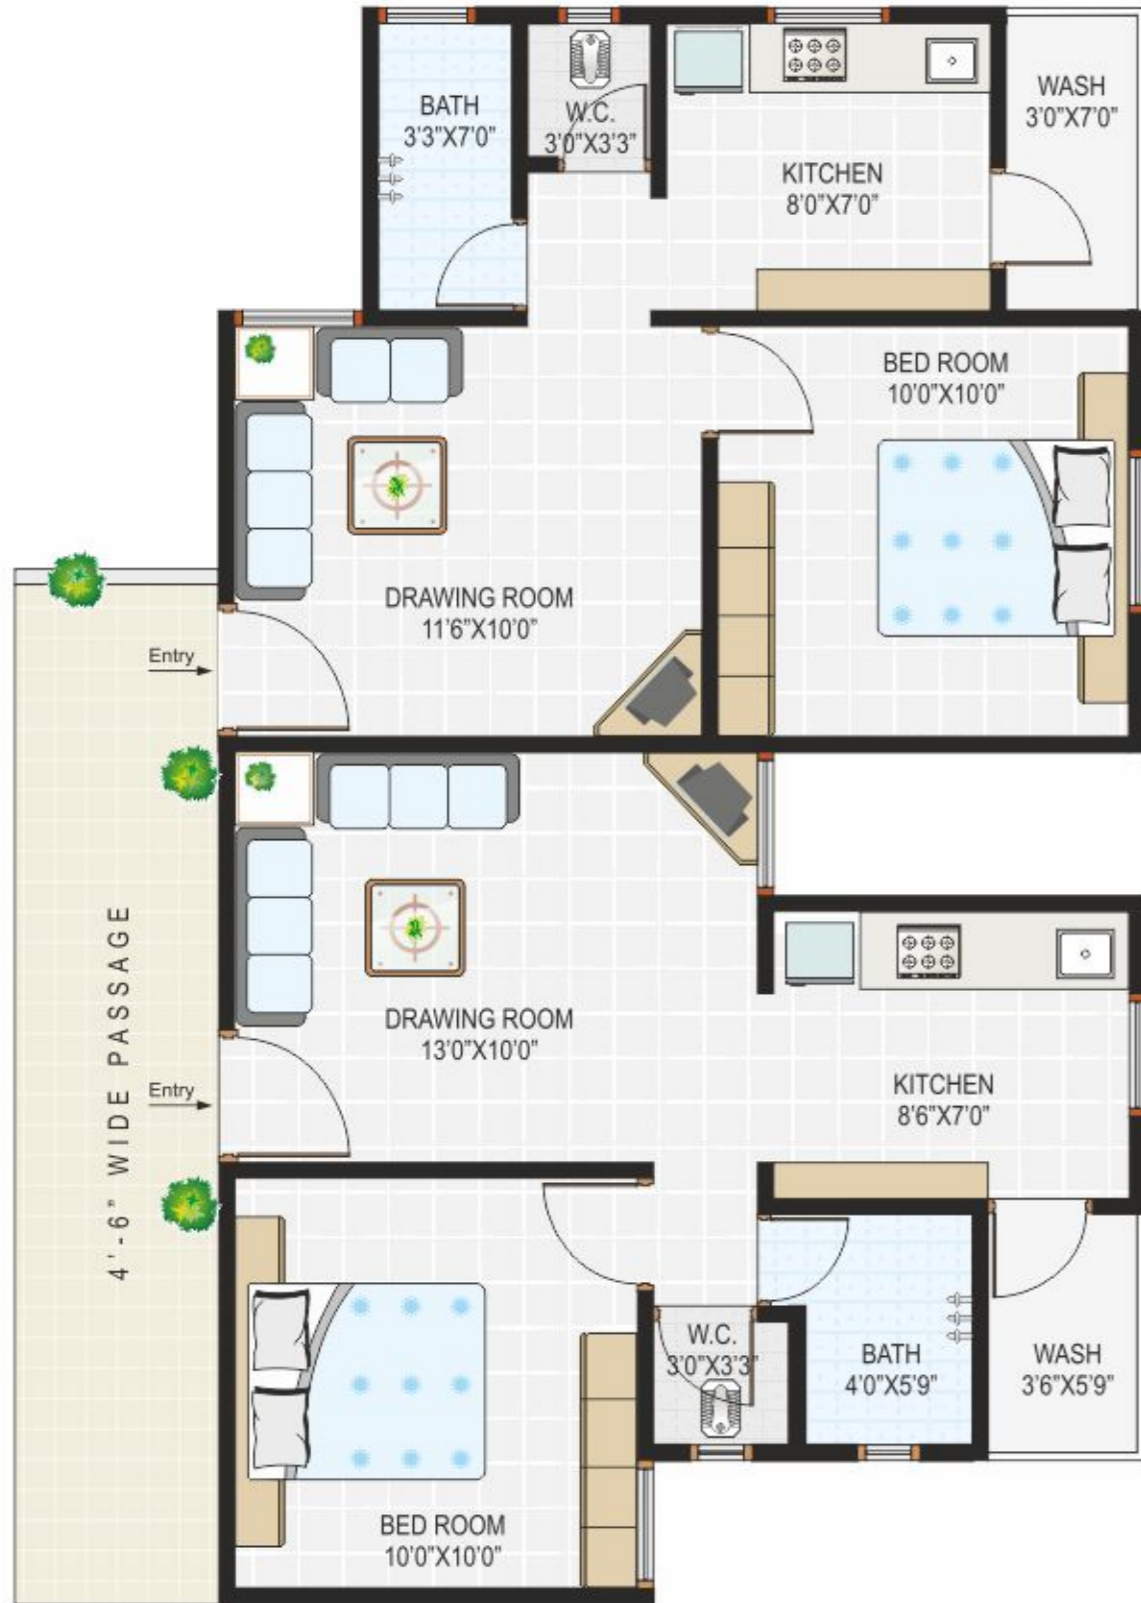 BATH
3'3"X7'0"
W.C.
3'0"X3'3"
KITCHEN
8'0"X7'0"
WASH
3'0"X7'0"
BED ROOM
10'0"X10'0"
DRAWING ROOM
11'6"X10'0"
Entry
4'-6" WIDE PASSAGE
DRAWING ROOM
13'0"X10'0"
Entry
KITCHEN
8'6"X7'0"
W.C.
3'0"X3'3"
BATH
4'0"X5'9"
WASH
3'6"X5'9"
BED ROOM
10'0"X10'0"